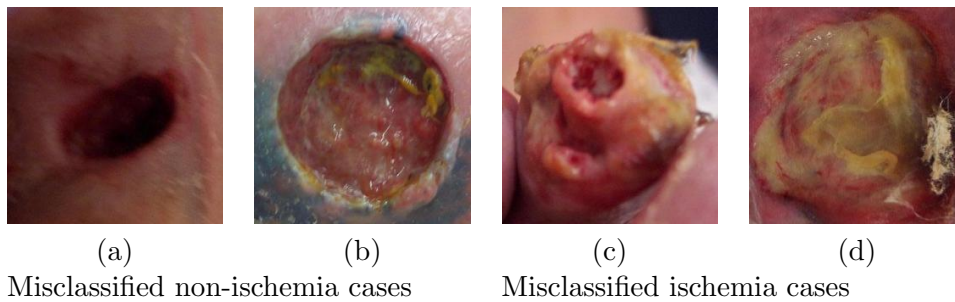 (a) (b) (c) (d)
Misclassified non-ischemia cases Misclassified ischemia cases